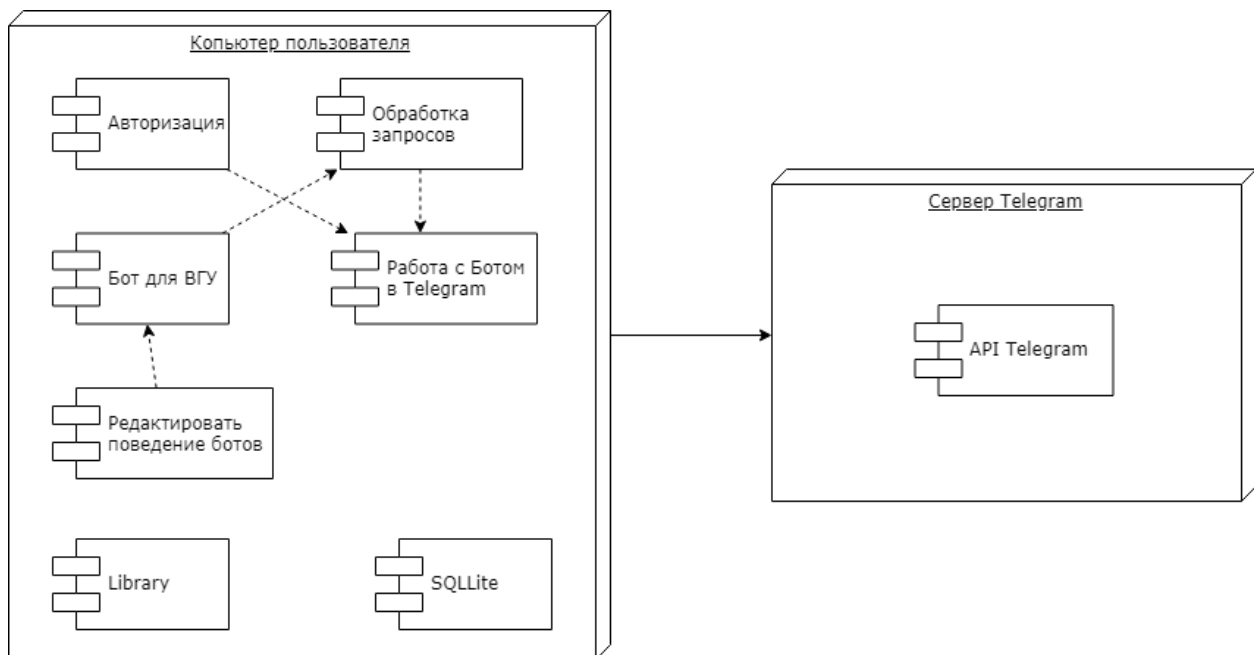 Копьютер пользователя
Авторизация
Обработка
запросов
Бот для ВГУ
Работа с Ботом
в Telegram
Редактировать
поведение ботов
Library
SQLLite
Сервер Telegram
API Telegram